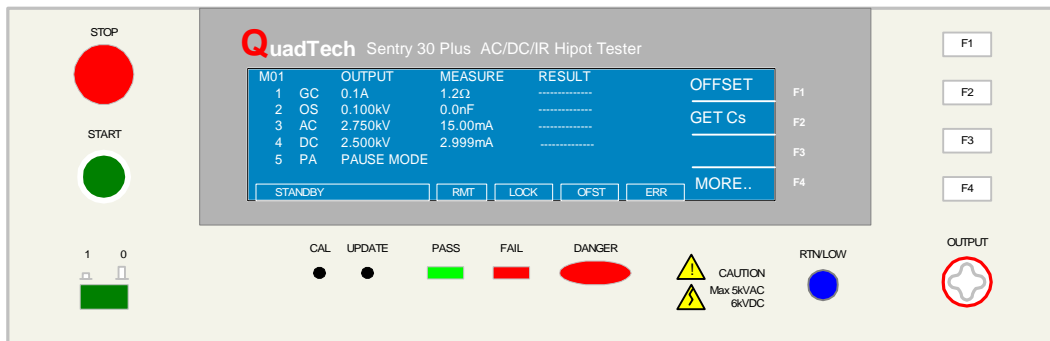 STOP
START
1 0
QuadTech Sentry 30 Plus AC/DC/IR Hipot Tester
M01 OUTPUT MEASURE RESULT
1 GC 0.1A 1.2Ω --------------
2 OS 0.100kV 0.0nF --------------
3 AC 2.750kV 15.00mA --------------
4 DC 2.500kV 2.999mA --------------
5 PA PAUSE MODE
STANDBY RMT LOCK OFST ERR
OFFSET F1
GET Cs F2
F3
MORE.. F4
F1
F2
F3
F4
CAL UPDATE PASS FAIL DANGER
CAUTION
Max 5kVAC
6kVDC
RTN/LOW
OUTPUT